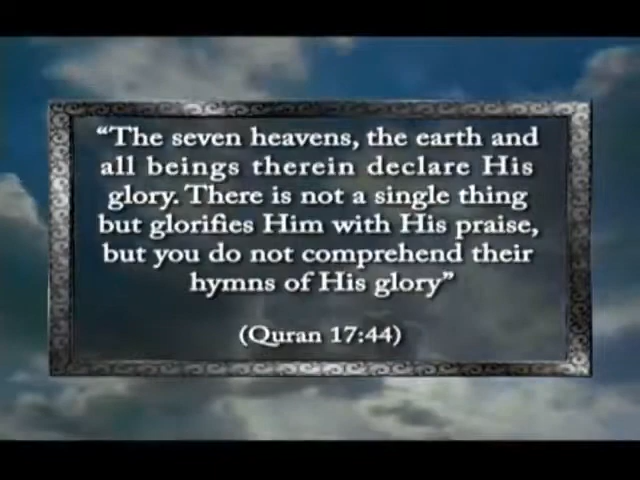 “The seven heavens, the earth and
all beings therein declare His
glory. There is not a single thing
but glorifies Him with His praise,
but you do not comprehend their
hymns of His glory”
(Quran 17:44)